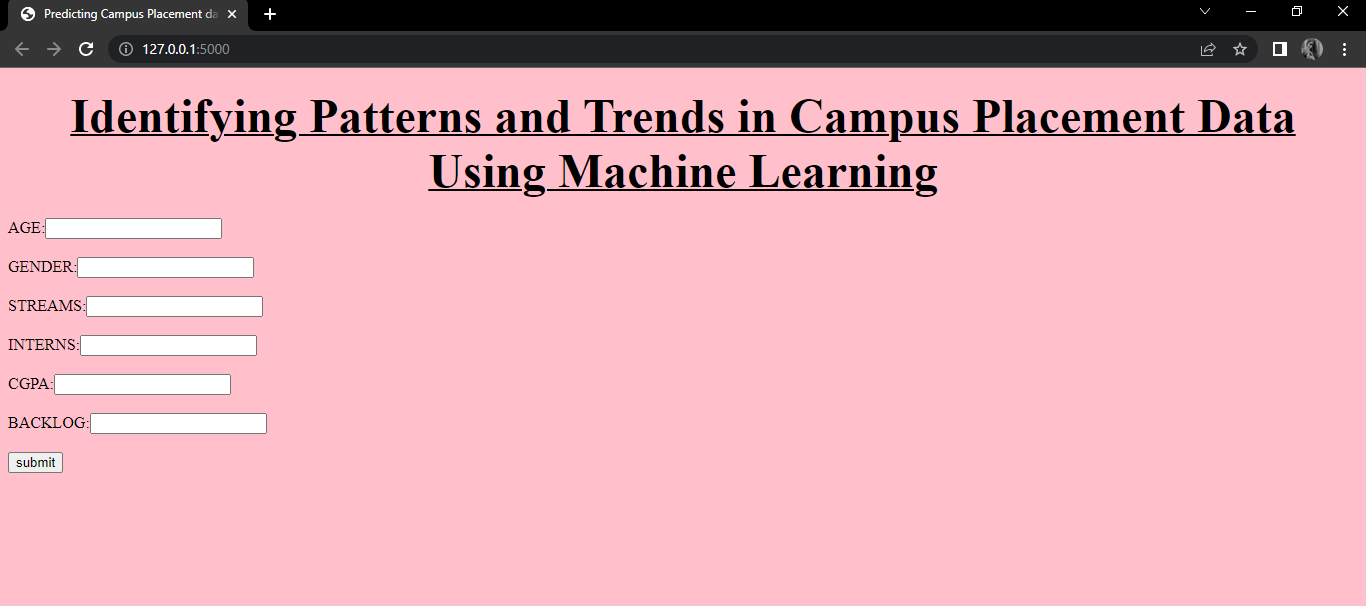 Predicting Campus Placement da
127.0.0.1:5000
Identifying Patterns and Trends in Campus Placement Data
Using Machine Learning
AGE:
GENDER:
STREAMS:
INTERNS:
CGPA:
BACKLOG:
submit